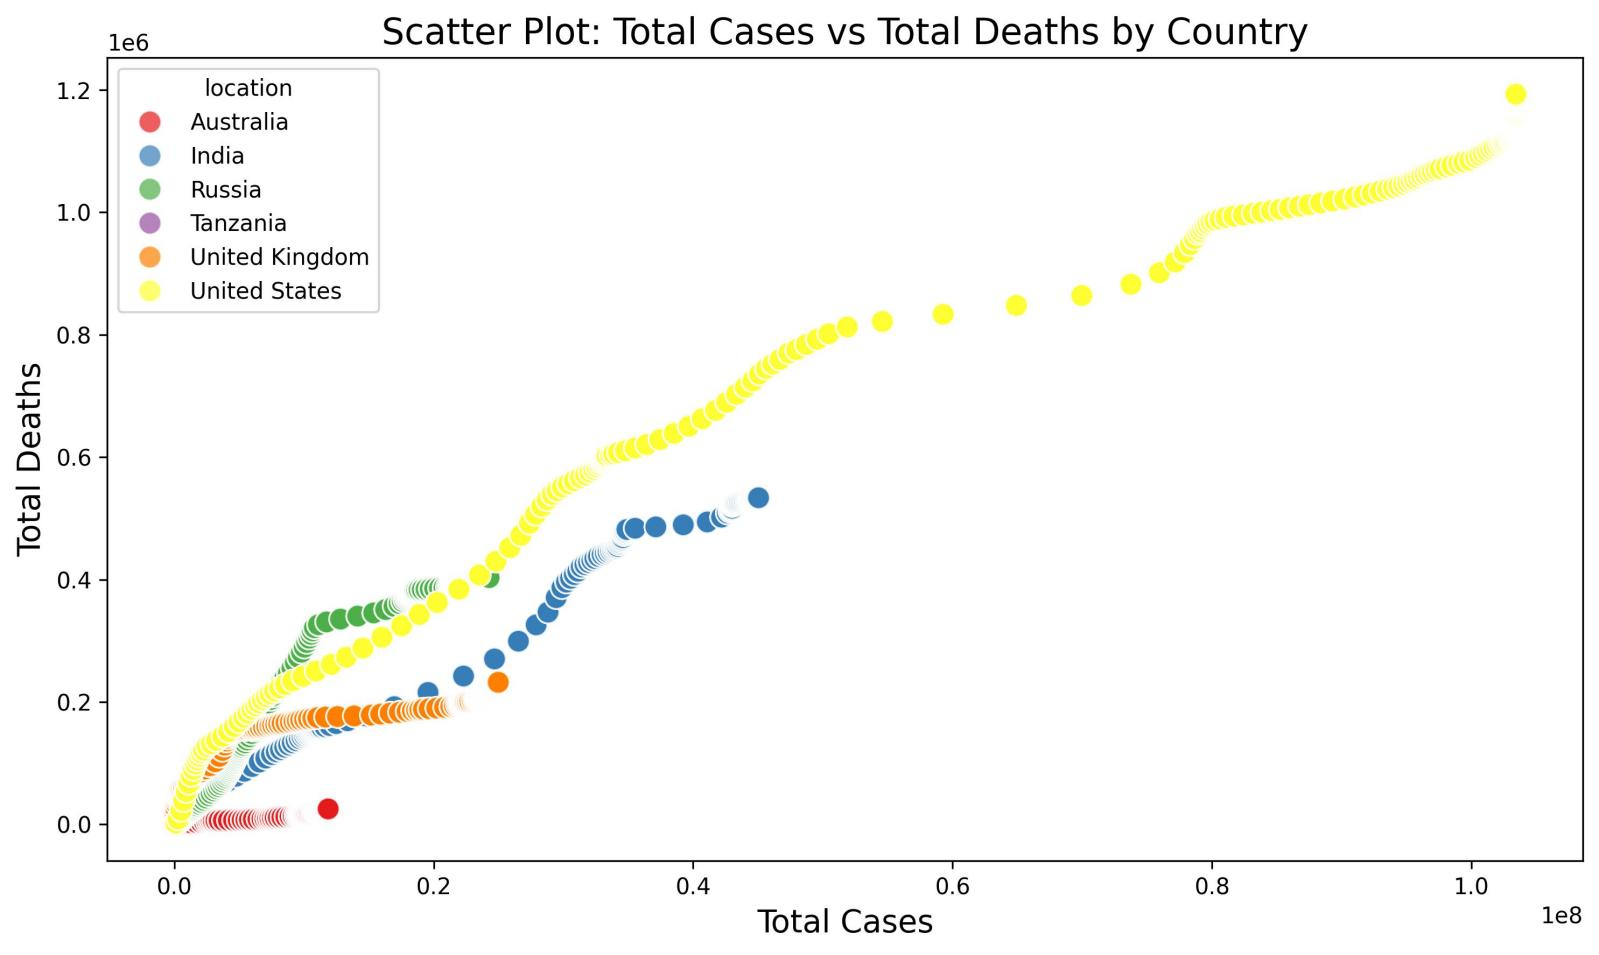 Scatter Plot: Total Cases vs Total Deaths by Country
1e6
location
Australia
India
Russia
Tanzania
United Kingdom
United States
1.2
1.0
0.8
0.6
0.4
0.2
0.0
Total Deaths
0.0 0.2 0.4 0.6 0.8 1.0
1e8
Total Cases